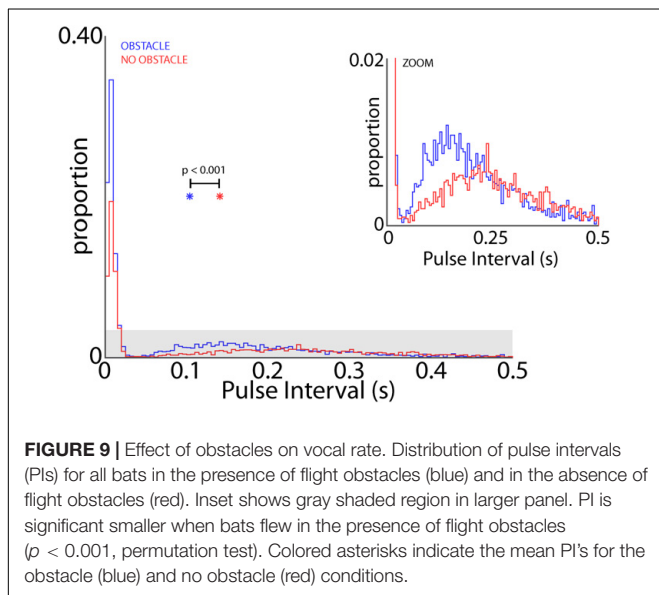 0.40
OBSTACLE
NO OBSTACLE
p < 0.001
*
*
proportion
0
0
0.1
0.2
0.3
0.4
0.5
Pulse Interval (s)
0.02
ZOOM
proportion
0
0
0.25
0.5
Pulse Interval (s)
FIGURE 9 | Effect of obstacles on vocal rate. Distribution of pulse intervals
(PIs) for all bats in the presence of flight obstacles (blue) and in the absence of
flight obstacles (red). Inset shows gray shaded region in larger panel. PI is
significant smaller when bats flew in the presence of flight obstacles
(p < 0.001, permutation test). Colored asterisks indicate the mean PI's for the
obstacle (blue) and no obstacle (red) conditions.